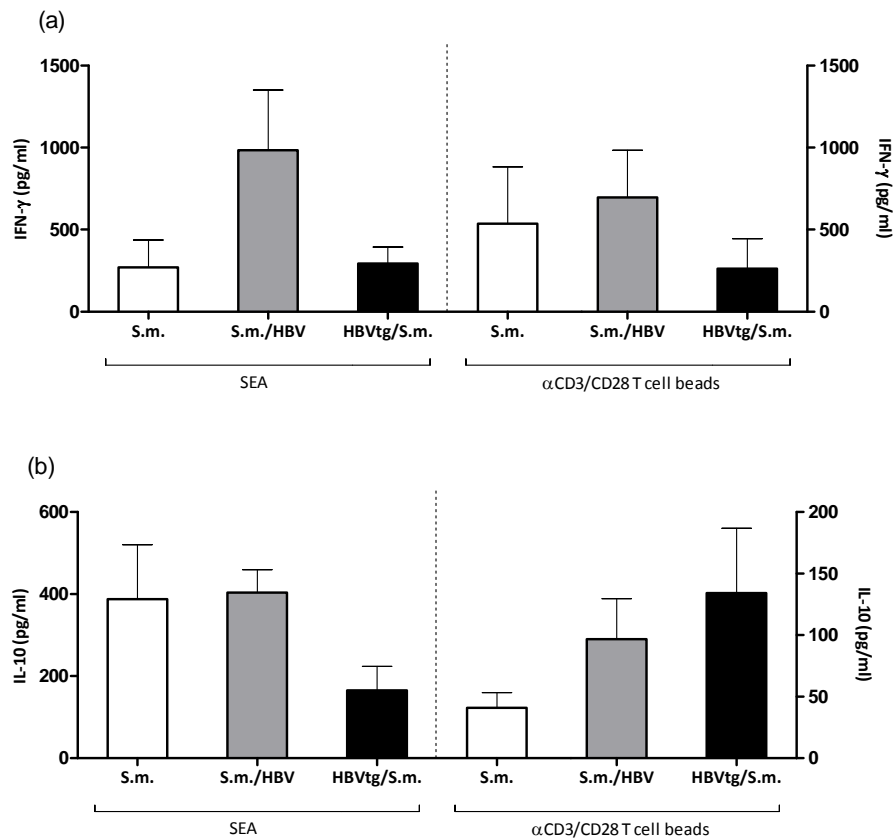 (a)
1500 1500
IFN-γ (pg/ml) IFN-γ (pg/ml)
1000 1000
500 500
0 0
S.m. S.m./HBV HBVtg/S.m. S.m. S.m./HBV HBVtg/S.m.
SEA αCD3/CD28 T cell beads
(b)
600 200
IL-10 (pg/ml) IL-10 (pg/ml)
150
400
100
200
50
0 0
S.m. S.m./HBV HBVtg/S.m. S.m. S.m./HBV HBVtg/S.m.
SEA αCD3/CD28 T cell beads